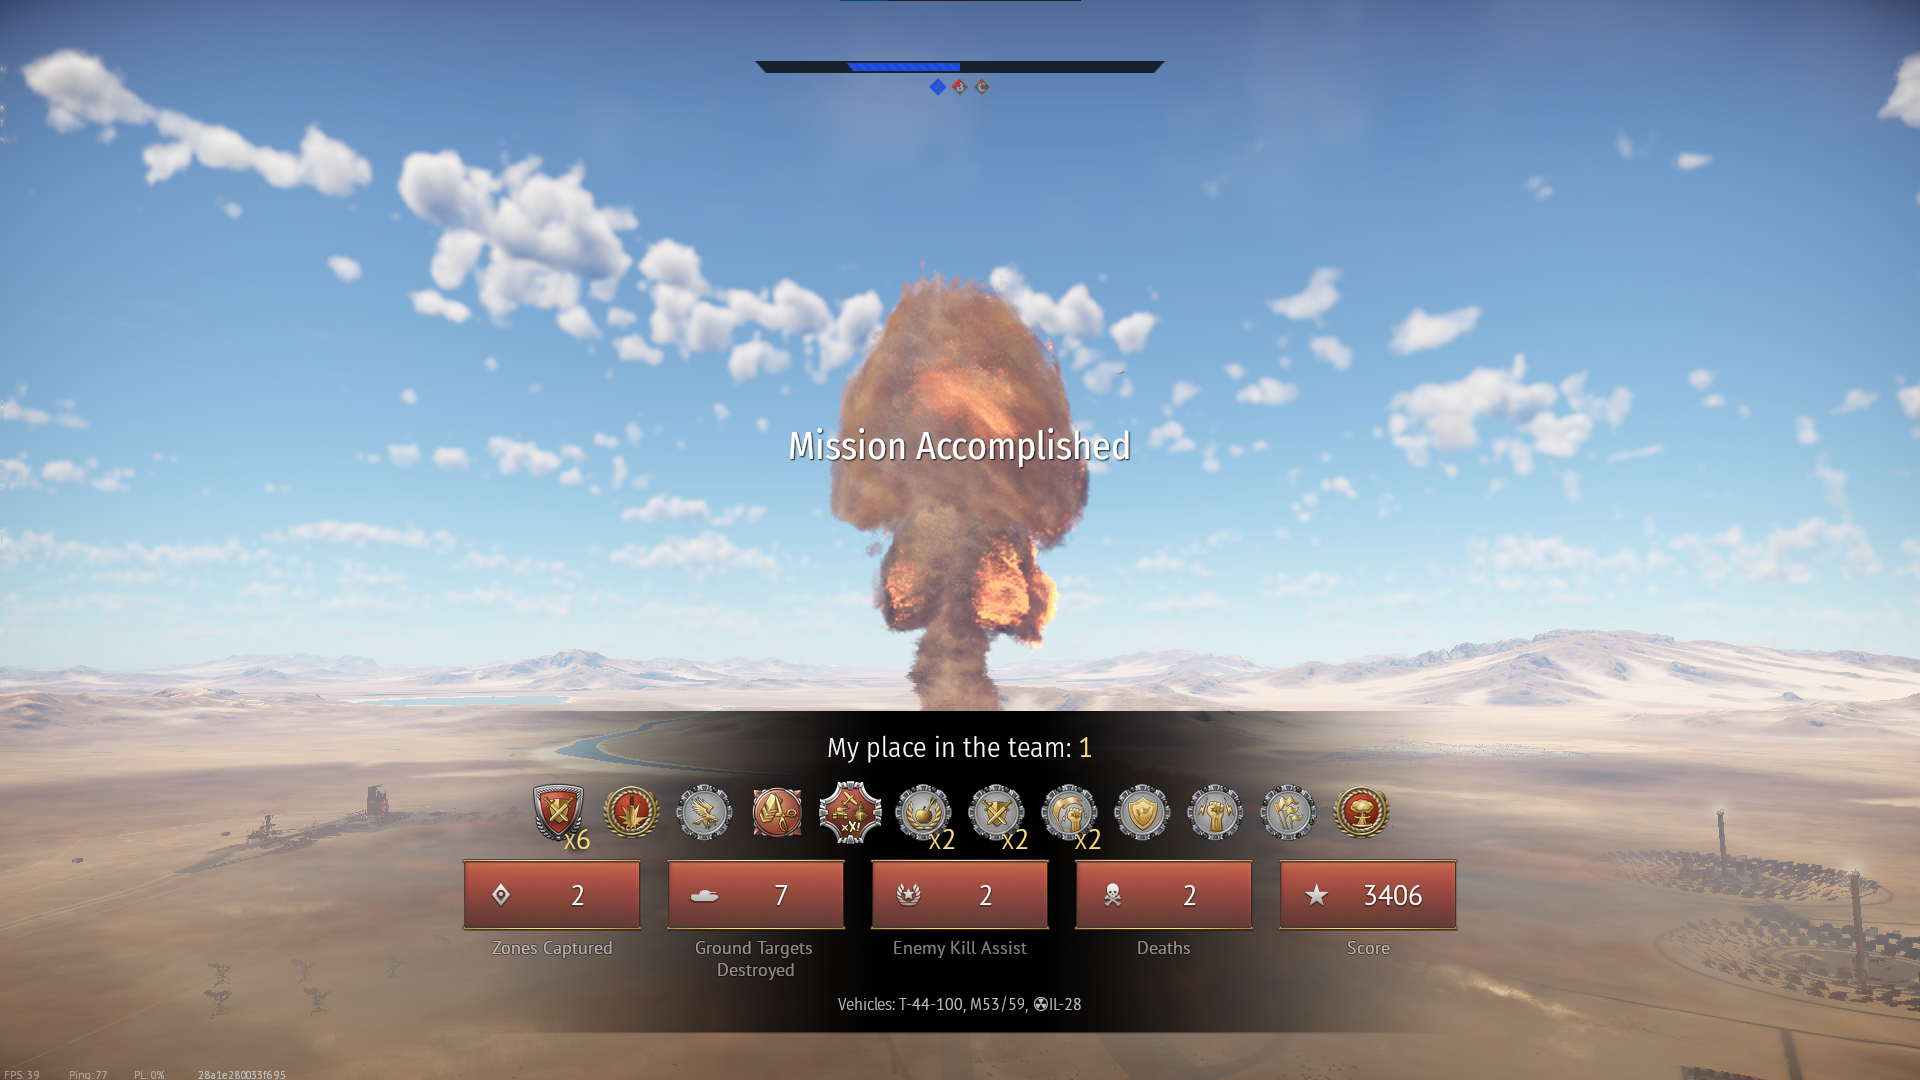 B C
Mission Accomplished
My place in the team: 1
x6
xX!
x2 x2 x2
2 7 2 2 3406
Zones Captured
Ground Targets
Destroyed
Enemy Kill Assist
Deaths
Score
Vehicles: T-44-100, M53/59, ☢IL-28
FPS:39 Ping:77 PL:0% 28a1e280033f695